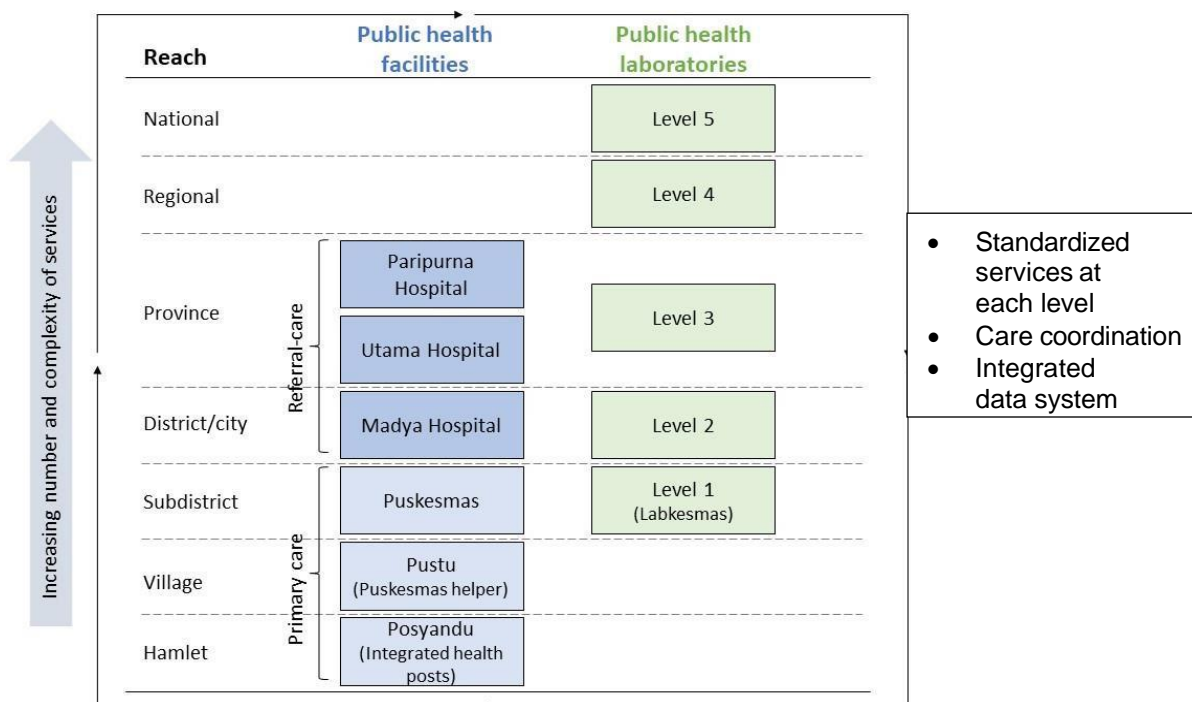 Reach
Public health
facilities
Public health
laboratories
National
Level 5
Regional
Level 4
Province
Paripurna
Hospital
Utama Hospital
Level 3
District/city
Madya Hospital
Level 2
Subdistrict
Puskesmas
Level 1
(Labkesmas)
Village
Pustu
(Puskesmas helper)
Hamlet
Posyandu
(Integrated health
posts)
Referral-care
Primary care
Increasing number and complexity of services
• Standardized
services at
each level
• Care coordination
• Integrated
data system